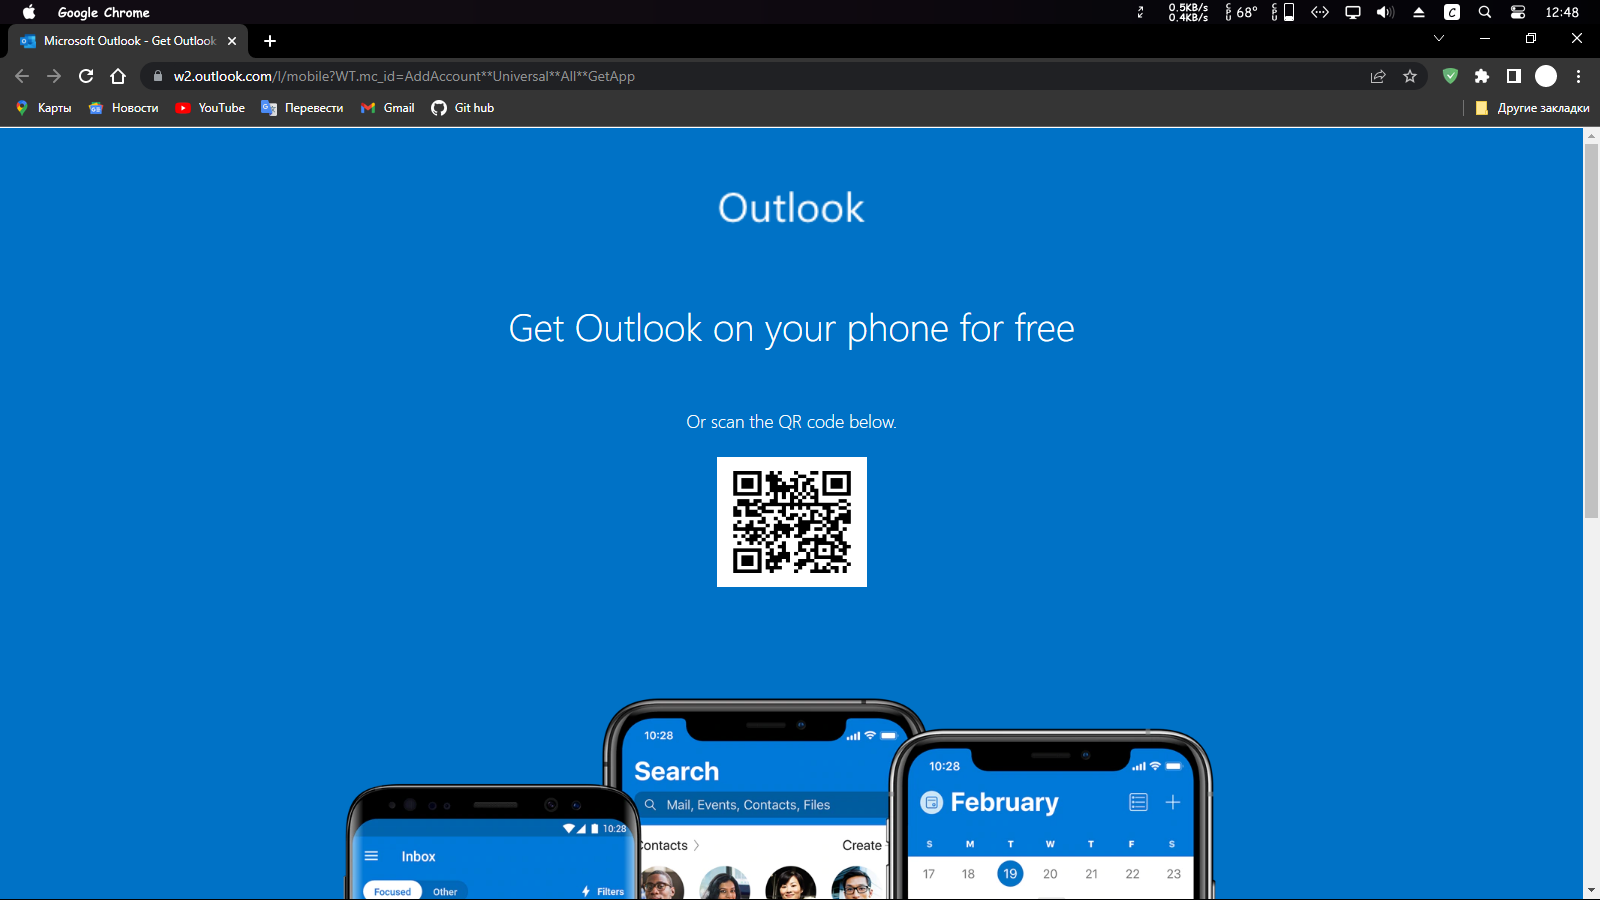 Google Chrome
0.5KB/s
0.4KB/s
CPU 68°
CPU
C
12:48
Microsoft Outlook - Get Outlook
w2.outlook.com/l/mobile?WT.mc_id=AddAccount**Universal**All**GetApp
Карты
Новости
YouTube
Перевести
Gmail
Git hub
Другие закладки
Outlook
Get Outlook on your phone for free
Or scan the QR code below.
10:28
Search
Mail, Events, Contacts, Files
Contacts
Create
10:28
February
S M T W T F S
17 18 19 20 21 22 23
10:28
Inbox
Focused
Other
Filters